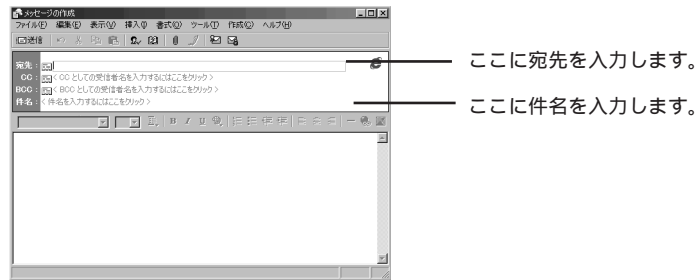 メッセージの作成
ファイル(F) 編集(E) 表示(V) 挿入(I) 書式(O) ツール(T) 作成(C) ヘルプ(H)
送信
宛先：
ここに宛先を入力します。
CC：< CC としての受信者名を入力するにはここをクリック >
BCC：< BCC としての受信者名を入力するにはここをクリック >
件名：< 件名を入力するにはここをクリック >
ここに件名を入力します。
B I U